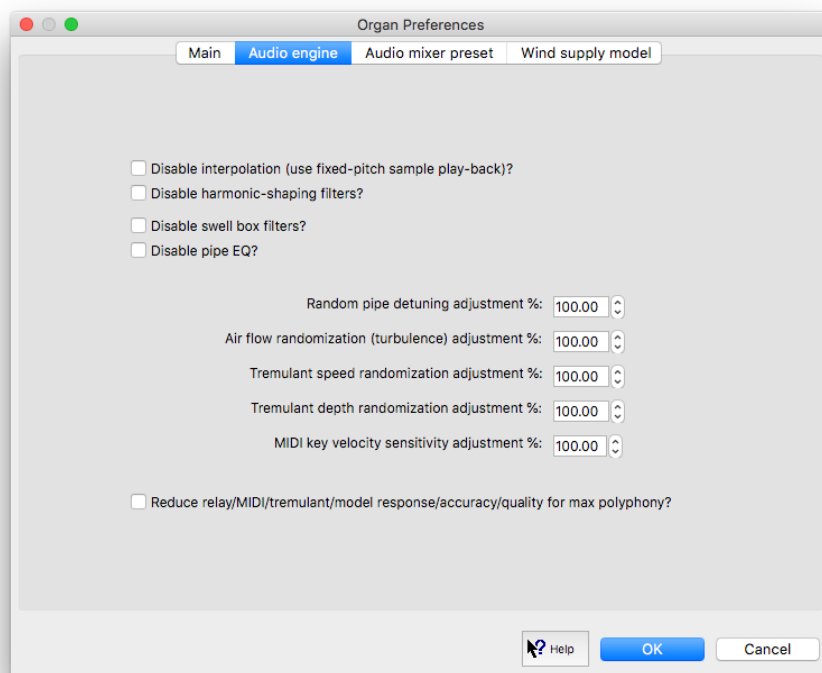 Organ Preferences
Main Audio engine Audio mixer preset Wind supply model
Disable interpolation (use fixed-pitch sample play-back)?
Disable harmonic-shaping filters?
Disable swell box filters?
Disable pipe EQ?
Random pipe detuning adjustment %: 100.00
Air flow randomization (turbulence) adjustment %: 100.00
Tremulant speed randomization adjustment %: 100.00
Tremulant depth randomization adjustment %: 100.00
MIDI key velocity sensitivity adjustment %: 100.00
Reduce relay/MIDI/tremulant/model response/accuracy/quality for max polyphony?
? Help OK Cancel